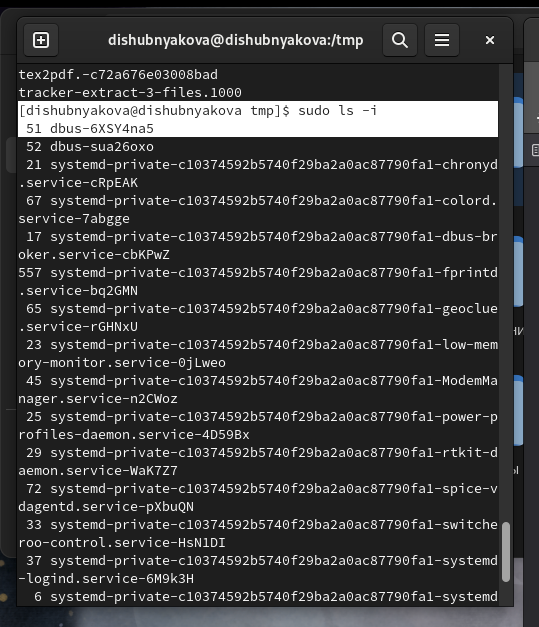 dishubnyakova@dishubnyakova:/tmp
tex2pdf.-c72a676e03008bad
tracker-extract-3-files.1000
[dishubnyakova@dishubnyakova tmp]$ sudo ls -i
51 dbus-6XSY4na5
52 dbus-sua26oxo
21 systemd-private-c10374592b5740f29ba2a0ac87790fa1-chronyd
.service-cRpEAK
67 systemd-private-c10374592b5740f29ba2a0ac87790fa1-colord.
service-7abgge
17 systemd-private-c10374592b5740f29ba2a0ac87790fa1-dbus-br
oker.service-cbKPwZ
557 systemd-private-c10374592b5740f29ba2a0ac87790fa1-fprintd
.service-bq2GMN
65 systemd-private-c10374592b5740f29ba2a0ac87790fa1-geoclue
.service-rGHNxU
23 systemd-private-c10374592b5740f29ba2a0ac87790fa1-low-mem
ory-monitor.service-0jLweo
45 systemd-private-c10374592b5740f29ba2a0ac87790fa1-ModemMa
nager.service-n2CWoz
25 systemd-private-c10374592b5740f29ba2a0ac87790fa1-power-p
rofiles-daemon.service-4D59Bx
29 systemd-private-c10374592b5740f29ba2a0ac87790fa1-rtkit-d
aemon.service-WaK7Z7
72 systemd-private-c10374592b5740f29ba2a0ac87790fa1-spice-v
dagentd.service-pXbuQN
33 systemd-private-c10374592b5740f29ba2a0ac87790fa1-switche
roo-control.service-HsN1DI
37 systemd-private-c10374592b5740f29ba2a0ac87790fa1-systemd
-logind.service-6M9k3H
6 systemd-private-c10374592b5740f29ba2a0ac87790fa1-systemd